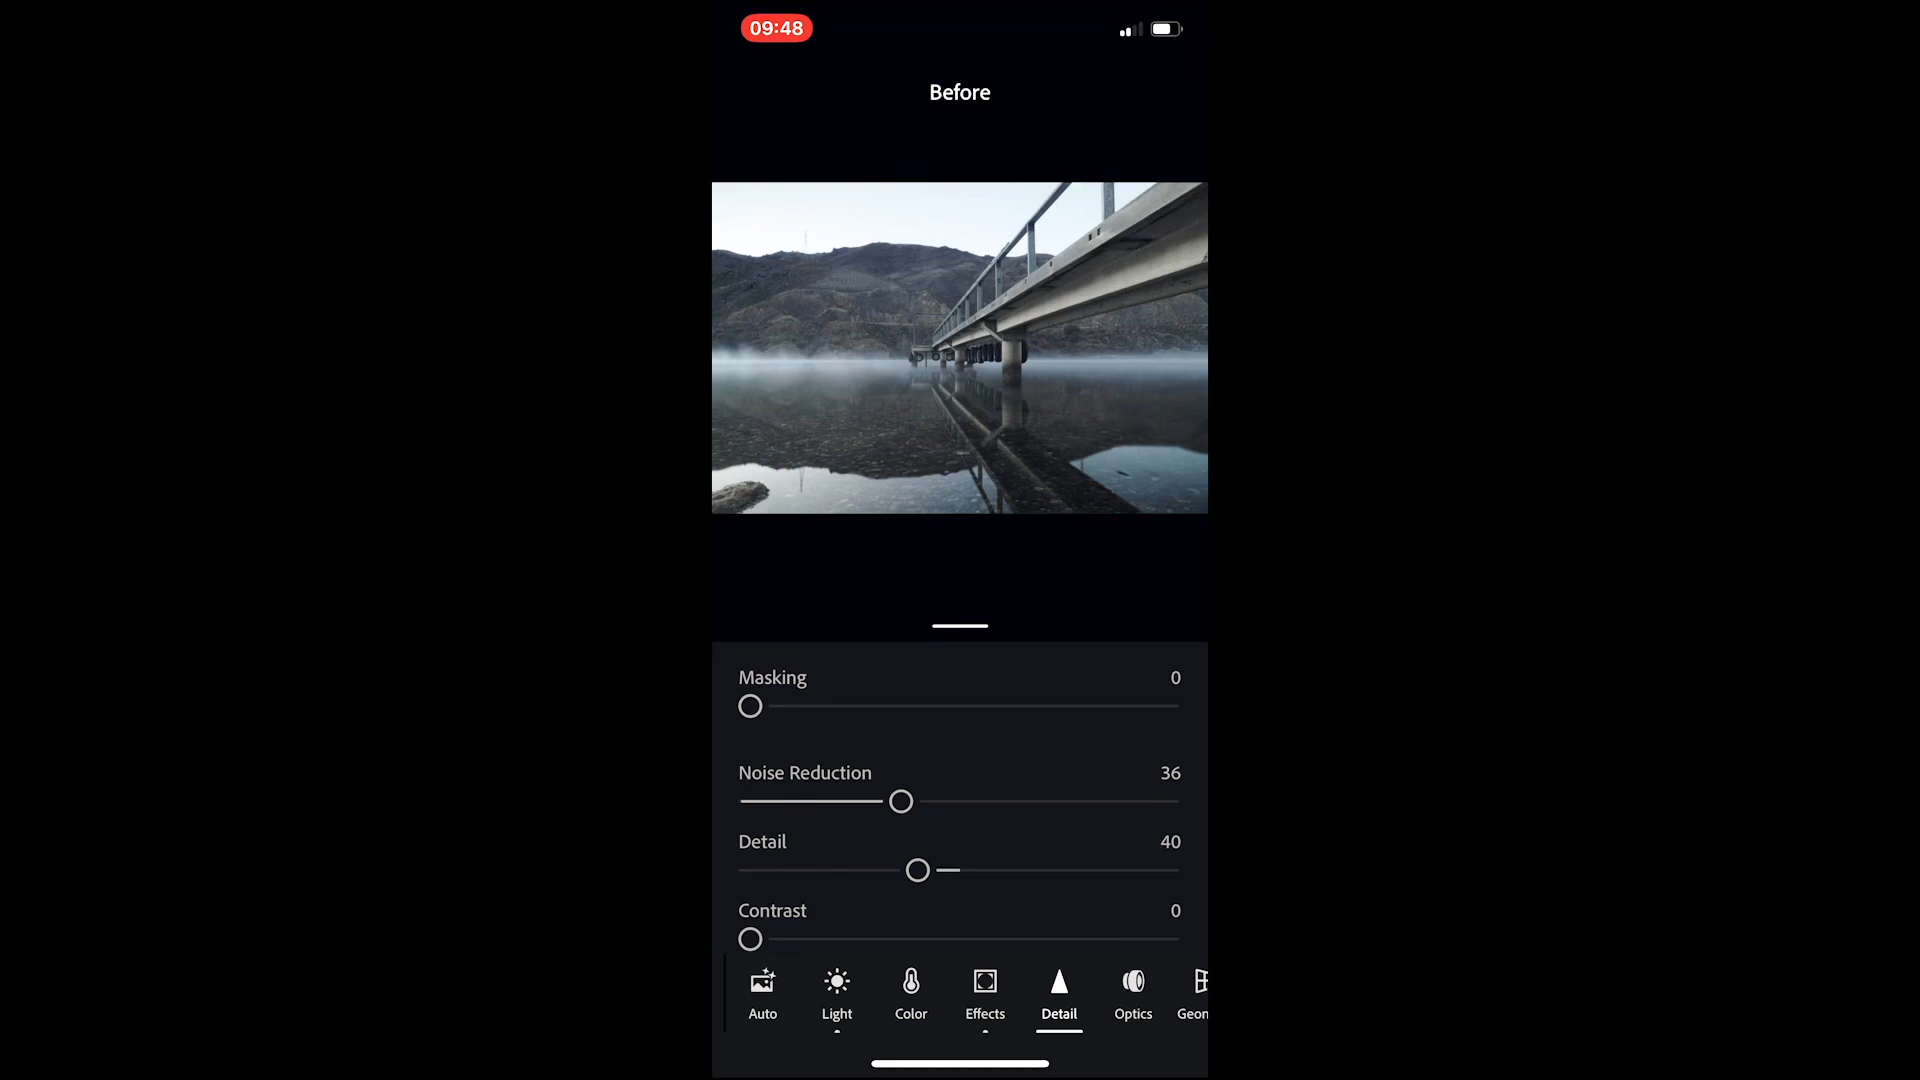 09:48
Before
Masking 0
Noise Reduction 36
Detail 40
Contrast 0
Auto Light Color Effects Detail Optics Geon